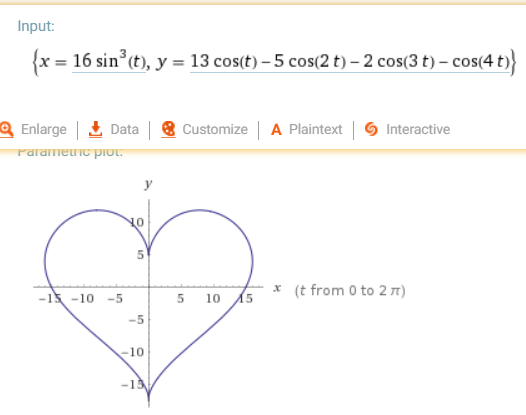 Input:
{x = 16 sin³(t), y = 13 cos(t) – 5 cos(2 t) – 2 cos(3 t) – cos(4 t)}
Enlarge | Data | Customize | A Plaintext | Interactive
Parametric plot:
y
10
5
-15 -10 -5 5 10 15 x (t from 0 to 2 π)
-5
-10
-15